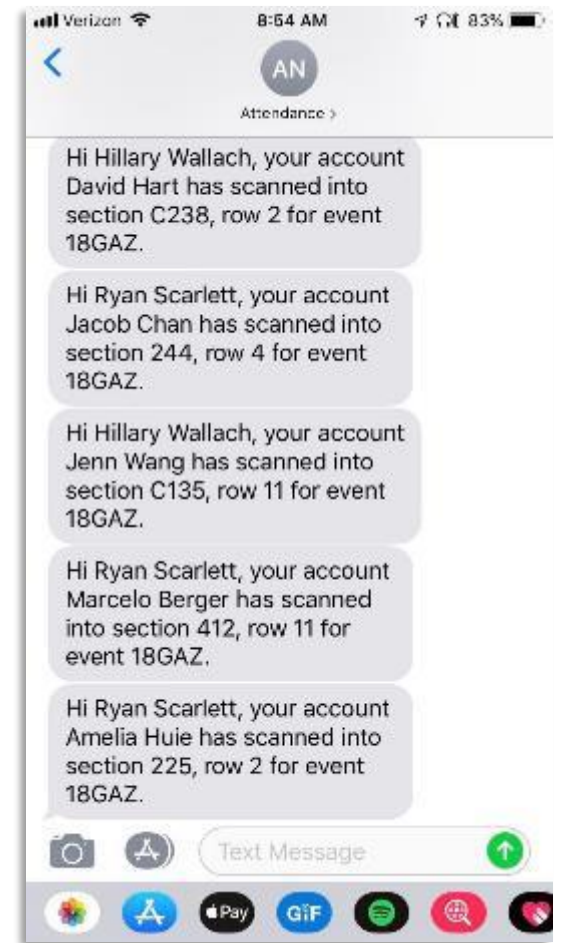 Verizon 8:54 AM 83%
AN
Attendance >
Hi Hillary Wallach, your account
David Hart has scanned into
section C238, row 2 for event
18GAZ.
Hi Ryan Scarlett, your account
Jacob Chan has scanned into
section 244, row 4 for event
18GAZ.
Hi Hillary Wallach, your account
Jenn Wang has scanned into
section C135, row 11 for event
18GAZ.
Hi Ryan Scarlett, your account
Marcelo Berger has scanned
into section 412, row 11 for
event 18GAZ.
Hi Ryan Scarlett, your account
Amelia Huie has scanned into
section 225, row 2 for event
18GAZ.
Text Message
Pay GIF